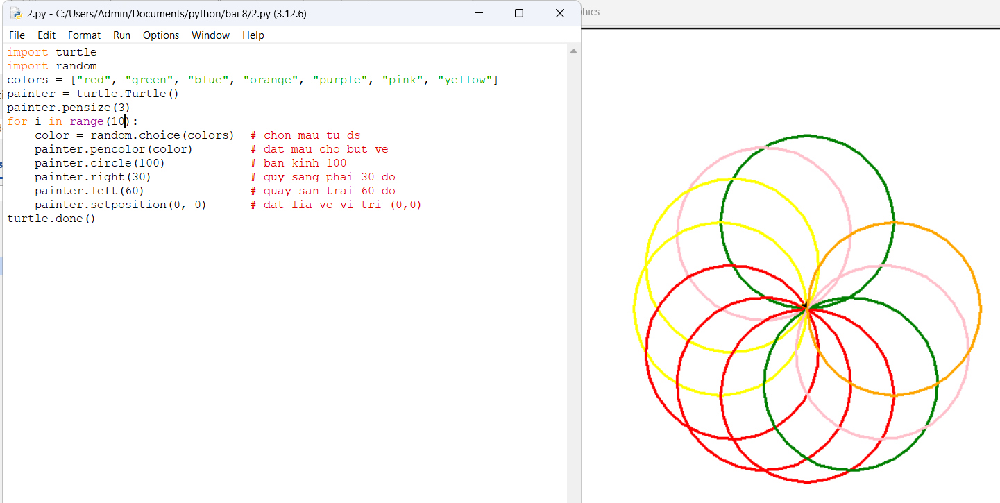 2.py - C:/Users/Admin/Documents/python/bai 8/2.py (3.12.6)
hics
File Edit Format Run Options Window Help
import turtle
import random
colors = ["red", "green", "blue", "orange", "purple", "pink", "yellow"]
painter = turtle.Turtle()
painter.pensize(3)
for i in range(10):
    color = random.choice(colors)  # chon mau tu ds
    painter.pencolor(color)        # dat mau cho but ve
    painter.circle(100)            # ban kinh 100
    painter.right(30)              # quy sang phai 30 do
    painter.left(60)               # quay san trai 60 do
    painter.setposition(0, 0)      # dat lia ve vi tri (0,0)
turtle.done()